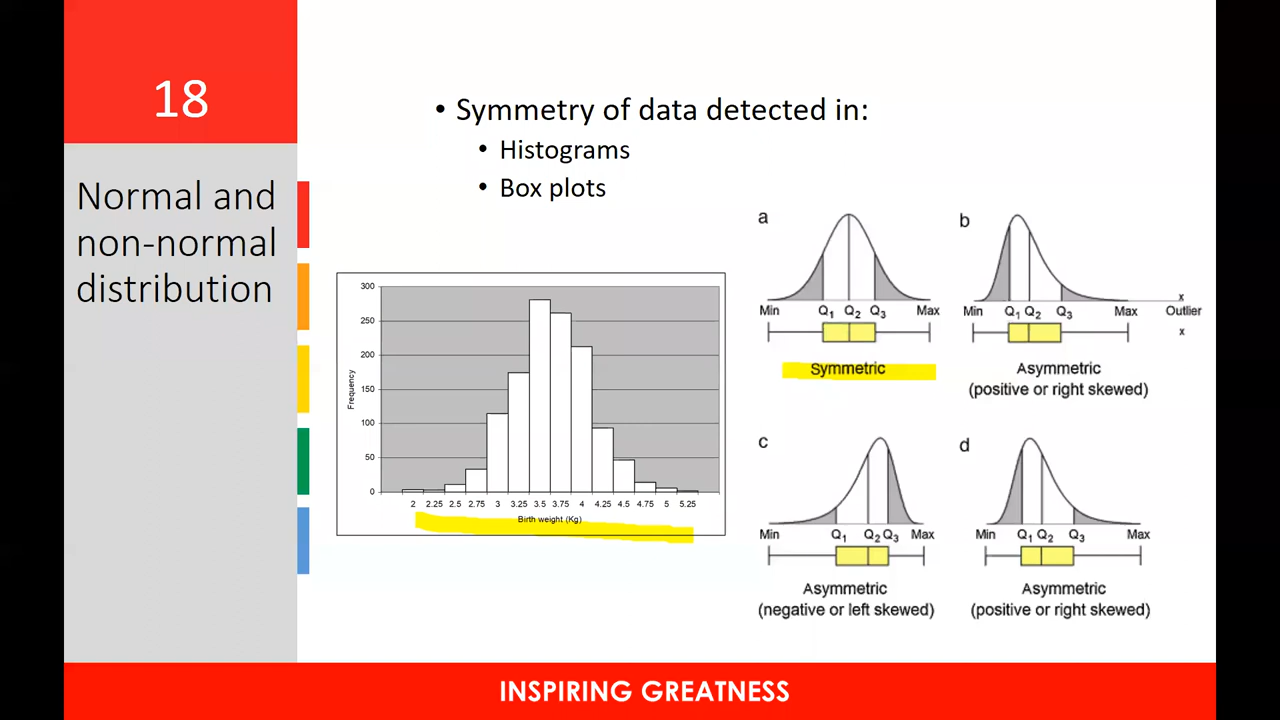 18
Normal and
non-normal
distribution
• Symmetry of data detected in:
• Histograms
• Box plots
300
250
200
150
100
50
0
Frequency
2 2.25 2.5 2.75 3 3.25 3.5 3.75 4 4.25 4.5 4.75 5 5.25
Birth weight (Kg)
a
Min Q1 Q2 Q3 Max
Symmetric
b
x
Min Q1 Q2 Q3 Max Outlier
x
Asymmetric
(positive or right skewed)
c
Min Q1 Q2 Q3 Max
Asymmetric
(negative or left skewed)
d
Min Q1 Q2 Q3 Max
Asymmetric
(positive or right skewed)
INSPIRING GREATNESS